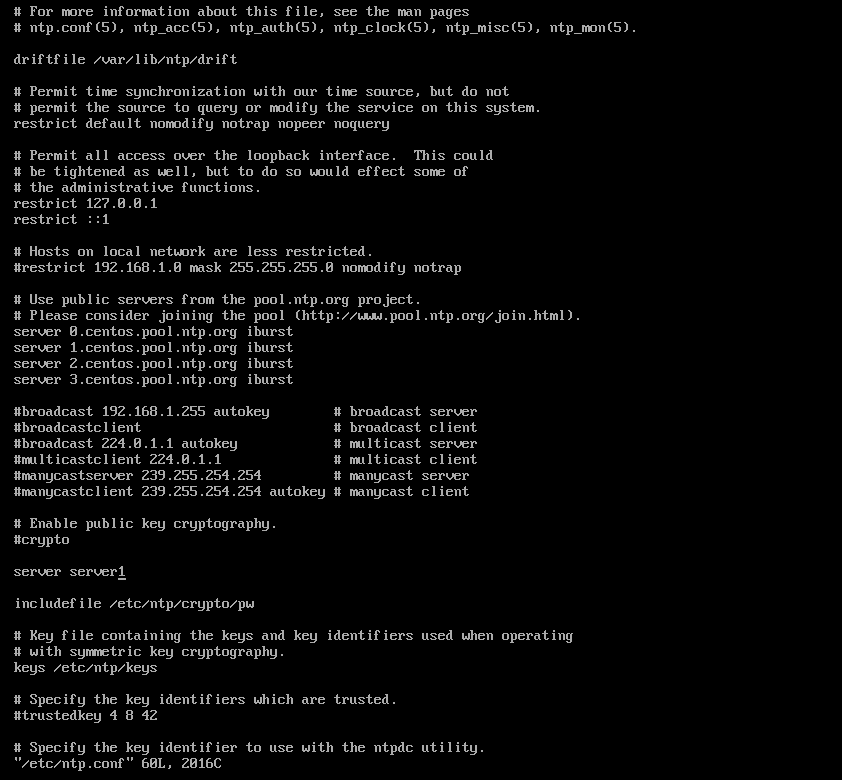 # For more information about this file, see the man pages
# ntp.conf(5), ntp_acc(5), ntp_auth(5), ntp_clock(5), ntp_misc(5), ntp_mon(5).
driftfile /var/lib/ntp/drift
# Permit time synchronization with our time source, but do not
# permit the source to query or modify the service on this system.
restrict default nomodify notrap nopeer noquery
# Permit all access over the loopback interface.  This could
# be tightened as well, but to do so would effect some of
# the administrative functions.
restrict 127.0.0.1
restrict ::1
# Hosts on local network are less restricted.
#restrict 192.168.1.0 mask 255.255.255.0 nomodify notrap
# Use public servers from the pool.ntp.org project.
# Please consider joining the pool (http://www.pool.ntp.org/join.html).
server 0.centos.pool.ntp.org iburst
server 1.centos.pool.ntp.org iburst
server 2.centos.pool.ntp.org iburst
server 3.centos.pool.ntp.org iburst
#broadcast 192.168.1.255 autokey        # broadcast server
#broadcastclient                        # broadcast client
#broadcast 224.0.1.1 autokey            # multicast server
#multicastclient 224.0.1.1              # multicast client
#manycastserver 239.255.254.254         # manycast server
#manycastclient 239.255.254.254 autokey # manycast client
# Enable public key cryptography.
#crypto
server server1
includefile /etc/ntp/crypto/pw
# Key file containing the keys and key identifiers used when operating
# with symmetric key cryptography.
keys /etc/ntp/keys
# Specify the key identifiers which are trusted.
#trustedkey 4 8 42
# Specify the key identifier to use with the ntpdc utility.
"/etc/ntp.conf" 60L, 2016C